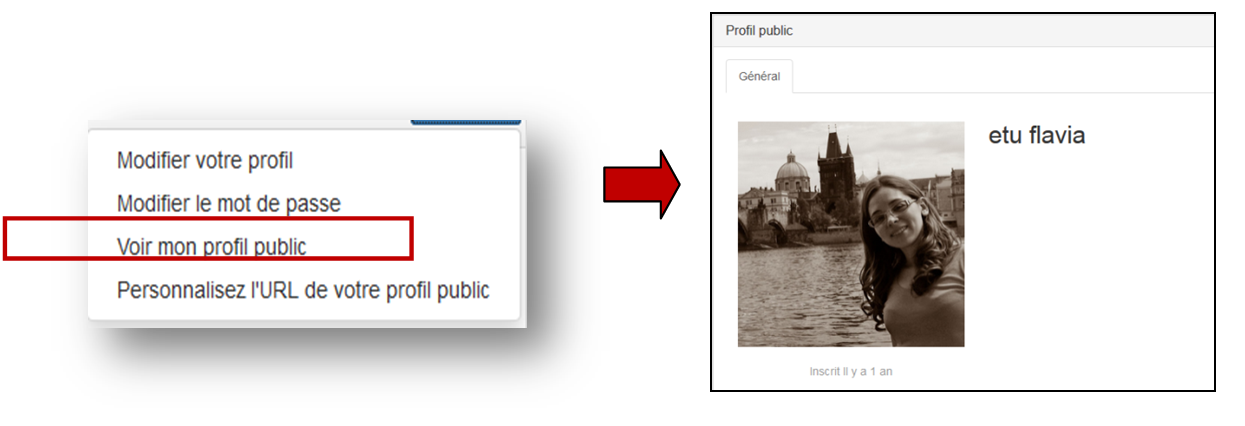 Modifier votre profil
Modifier le mot de passe
Voir mon profil public
Personnalisez l'URL de votre profil public
Profil public
Général
etu flavia
Inscrit Il y a 1 an